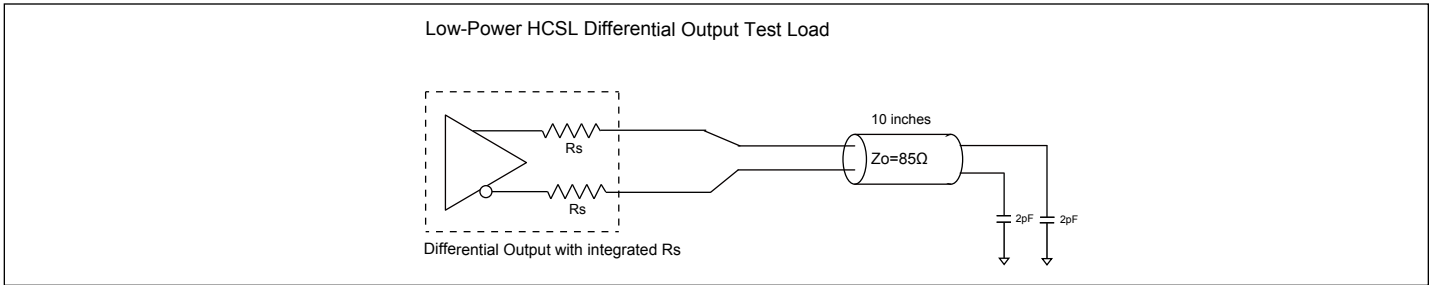 Low-Power HCSL Differential Output Test Load
10 inches
Rs
Zo=85Ω
Rs
2pF
2pF
Differential Output with integrated Rs